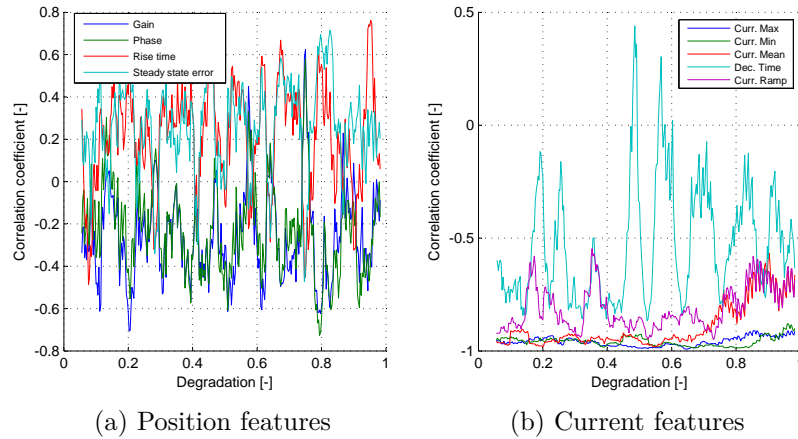 0.8
0.6
0.4
0.2
0
-0.2
-0.4
-0.6
-0.8
Correlation coefficient [-]
Gain
Phase
Rise time
Steady state error
0
0.2
0.4
0.6
0.8
1
Degradation [-]
(a) Position features
0.5
0
-0.5
-1
Correlation coefficient [-]
Curr. Max
Curr. Min
Curr. Mean
Dec. Time
Curr. Ramp
0
0.2
0.4
0.6
0.8
1
Degradation [-]
(b) Current features